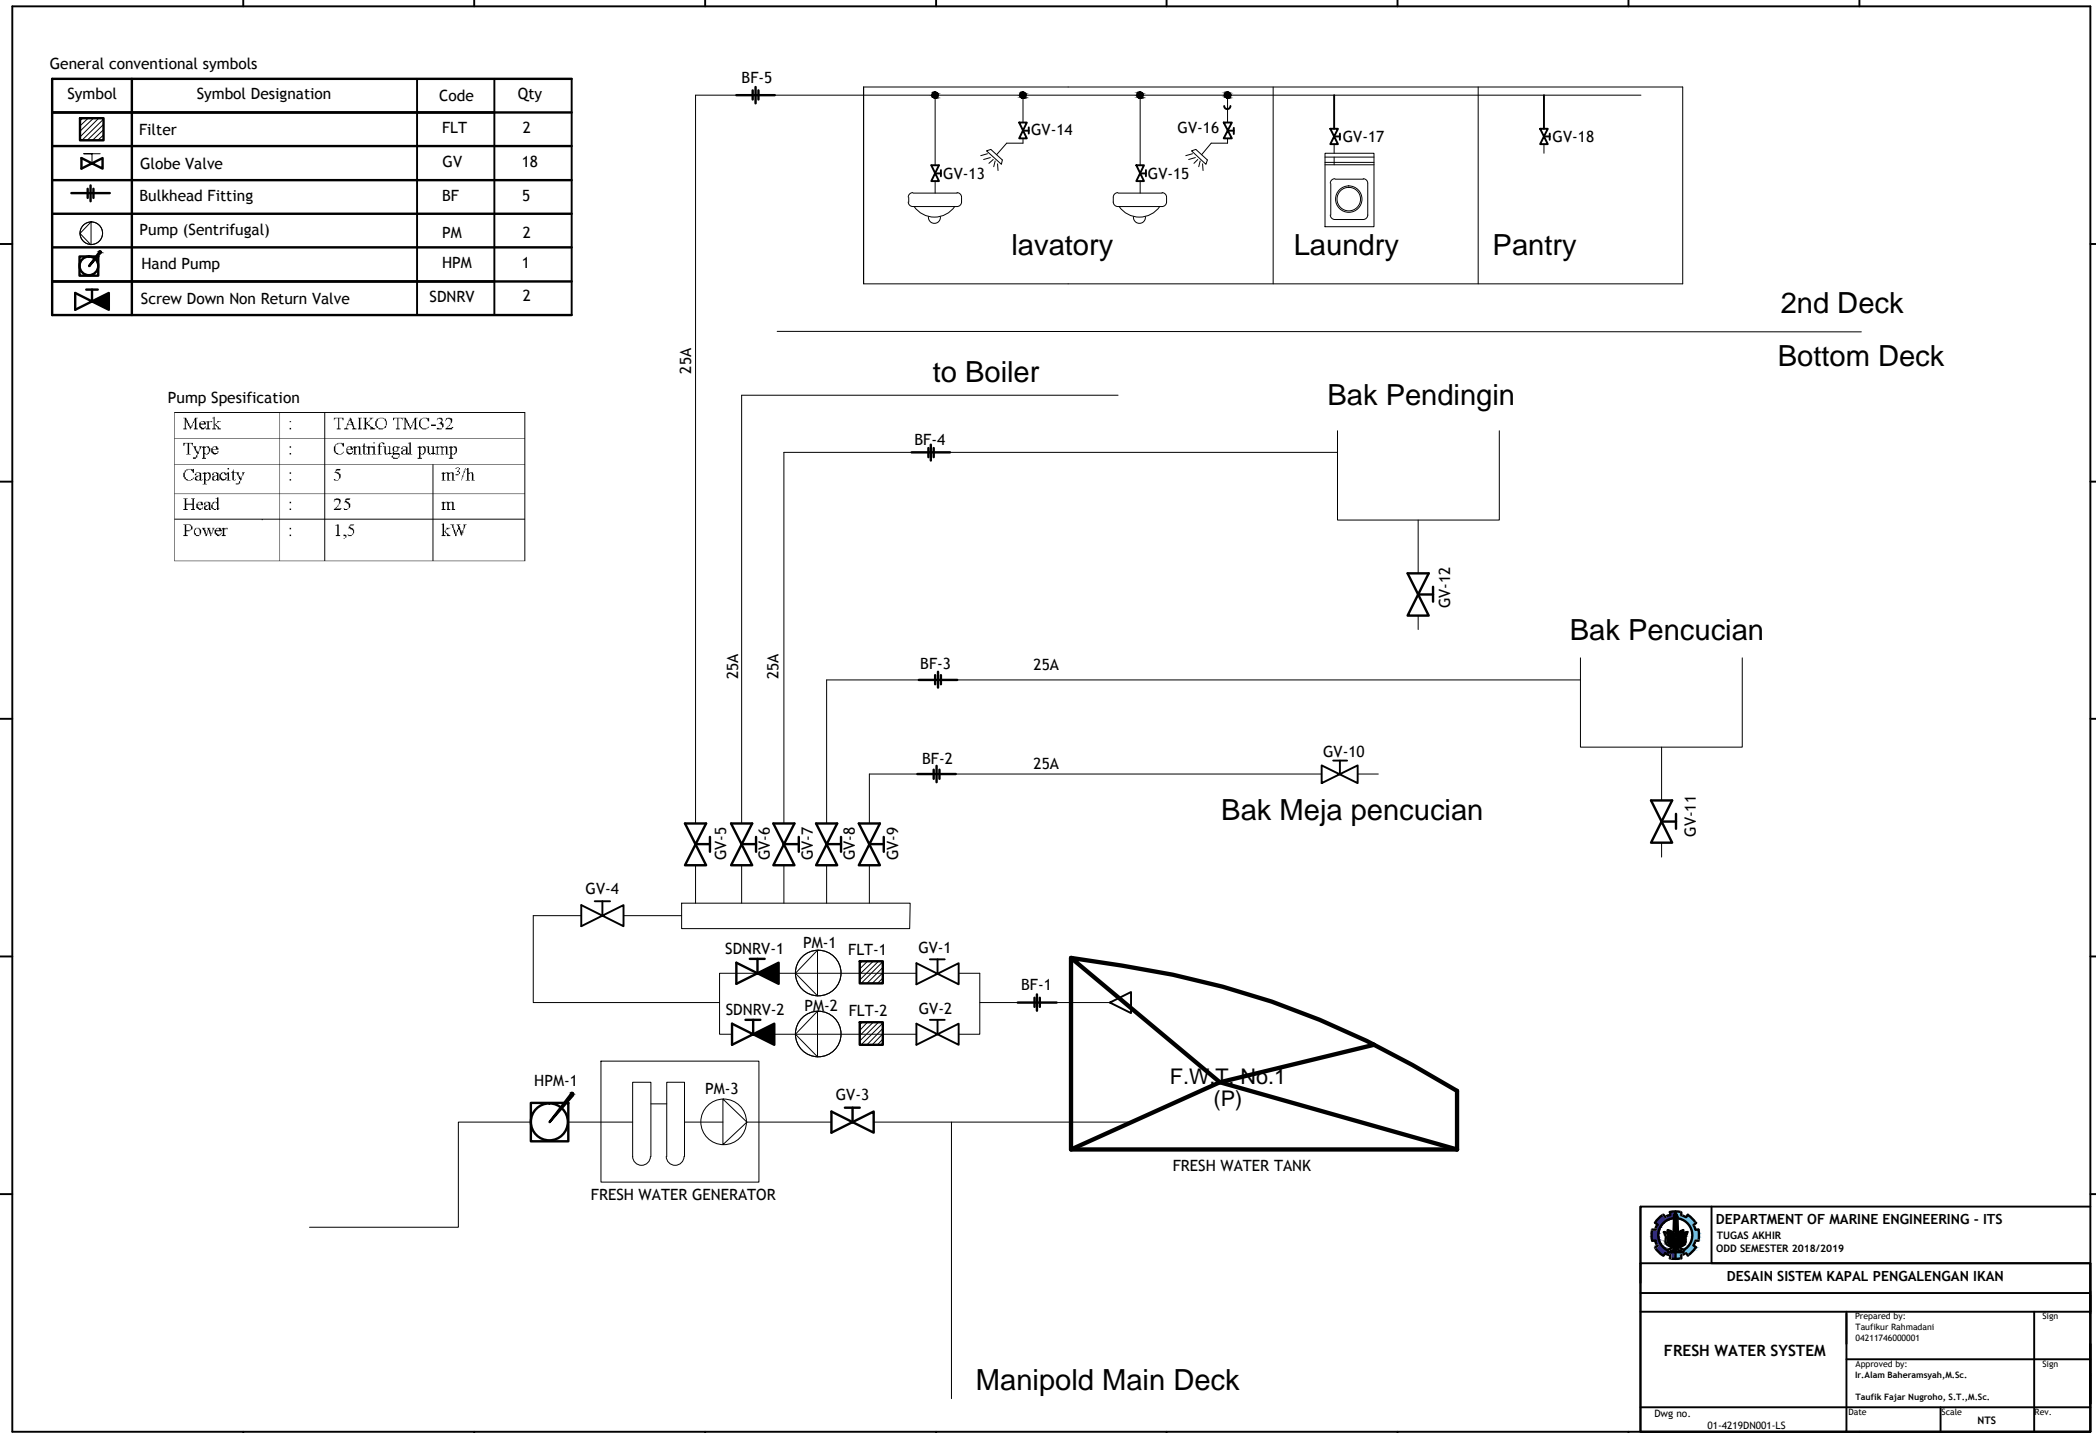 General conventional symbols
Symbol Symbol Designation Code Qty
Filter FLT 2
Globe Valve GV 18
Bulkhead Fitting BF 5
Pump (Sentrifugal) PM 2
Hand Pump HPM 1
Screw Down Non Return Valve SDNRV 2
Pump Spesification
Merk : TAIKO TMC-32
Type : Centrifugal pump
Capacity : 5 m³/h
Head : 25 m
Power : 1,5 kW
BF-5
GV-14
GV-16
GV-17
GV-18
GV-13
GV-15
lavatory
Laundry
Pantry
2nd Deck
Bottom Deck
25A
to Boiler
Bak Pendingin
BF-4
GV-12
Bak Pencucian
25A
25A
BF-3
25A
BF-2
25A
GV-10
Bak Meja pencucian
GV-11
GV-5
GV-6
GV-7
GV-8
GV-9
GV-4
SDNRV-1
PM-1
FLT-1
GV-1
BF-1
SDNRV-2
PM-2
FLT-2
GV-2
F.W.T. No.1
(P)
HPM-1
PM-3
GV-3
FRESH WATER TANK
FRESH WATER GENERATOR
Manipold Main Deck
DEPARTMENT OF MARINE ENGINEERING - ITS
TUGAS AKHIR
ODD SEMESTER 2018/2019
DESAIN SISTEM KAPAL PENGALENGAN IKAN
FRESH WATER SYSTEM
Prepared by:
Taufikur Rahmadani
04211746000001
Sign
Approved by:
Ir.Alam Baheramsyah,M.Sc.
Taufik Fajar Nugroho, S.T.,M.Sc.
Sign
Dwg no.
01-4219DN001-LS
Date
Scale
NTS
Rev.